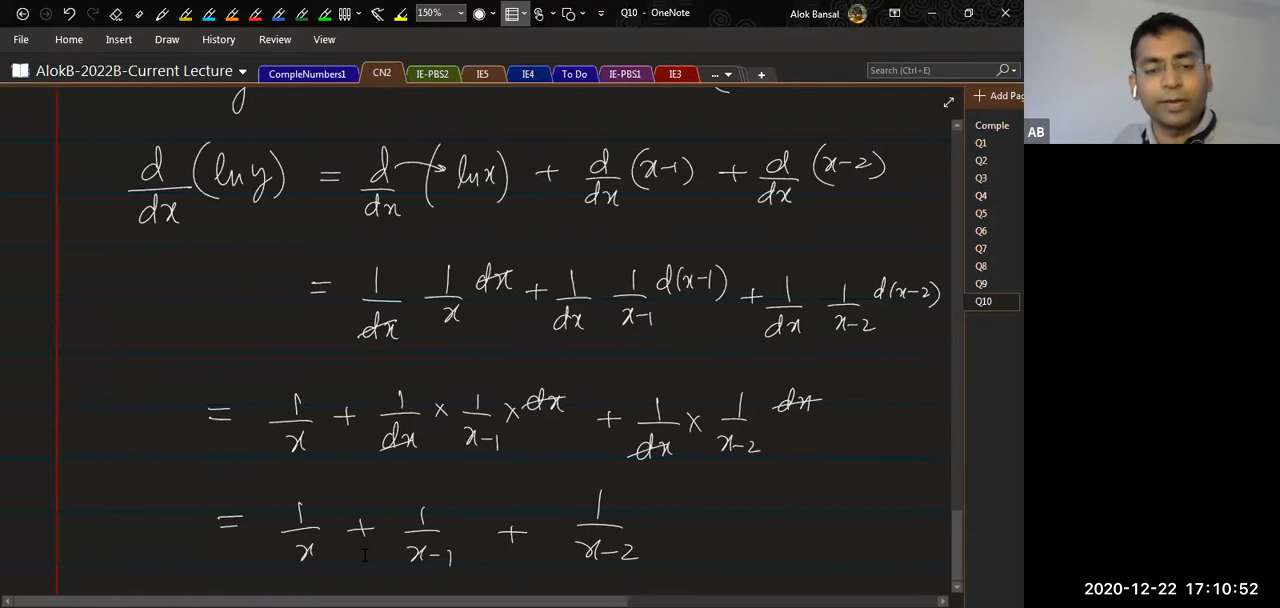 150%
Q10 - OneNote
Alok Bansal
File Home Insert Draw History Review View
AlokB-2022B-Current Lecture
CompleNumbers1 CN2 IE-PBS2 IE5 IE4 To Do IE-PBS1 IE3 ...
Search (Ctrl+E)
Add Pag
AB
Comple
Q1
Q2
Q3
Q4
Q5
Q6
Q7
Q8
Q9
Q10
y
d/dx (ln y) = d/dx (ln x) + d/dx (x-1) + d/dx (x-2)
= 1/dx 1/x dx + 1/dx 1/x-1 d(x-1) + 1/dx 1/x-2 d(x-2)
= 1/x + 1/dx × 1/x-1 × dx + 1/dx × 1/x-2 dx
= 1/x + 1/x-1 + 1/x-2
2020-12-22 17:10:52